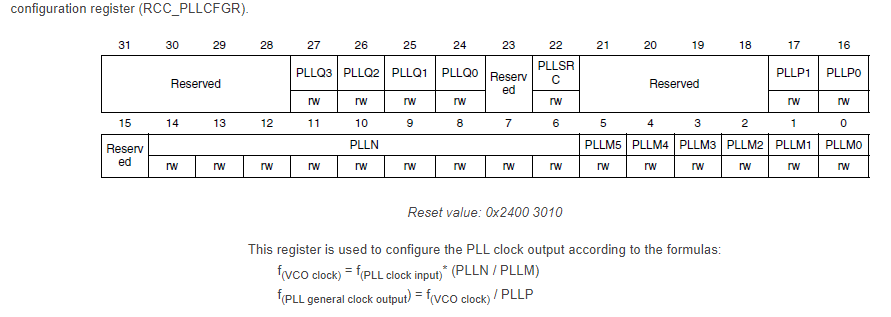 configuration register (RCC_PLLCFGR).
31 30 29 28 27 26 25 24 23 22 21 20 19 18 17 16
Reserved PLLQ3 PLLQ2 PLLQ1 PLLQ0 Reserv ed PLLSR C Reserved PLLP1 PLLP0
rw rw rw rw rw rw rw
15 14 13 12 11 10 9 8 7 6 5 4 3 2 1 0
Reserv ed PLLN PLLM5 PLLM4 PLLM3 PLLM2 PLLM1 PLLM0
rw rw rw rw rw rw rw rw rw rw rw rw rw rw rw
Reset value: 0x2400 3010
This register is used to configure the PLL clock output according to the formulas:
f(VCO clock) = f(PLL clock input)* (PLLN / PLLM)
f(PLL general clock output) = f(VCO clock) / PLLP